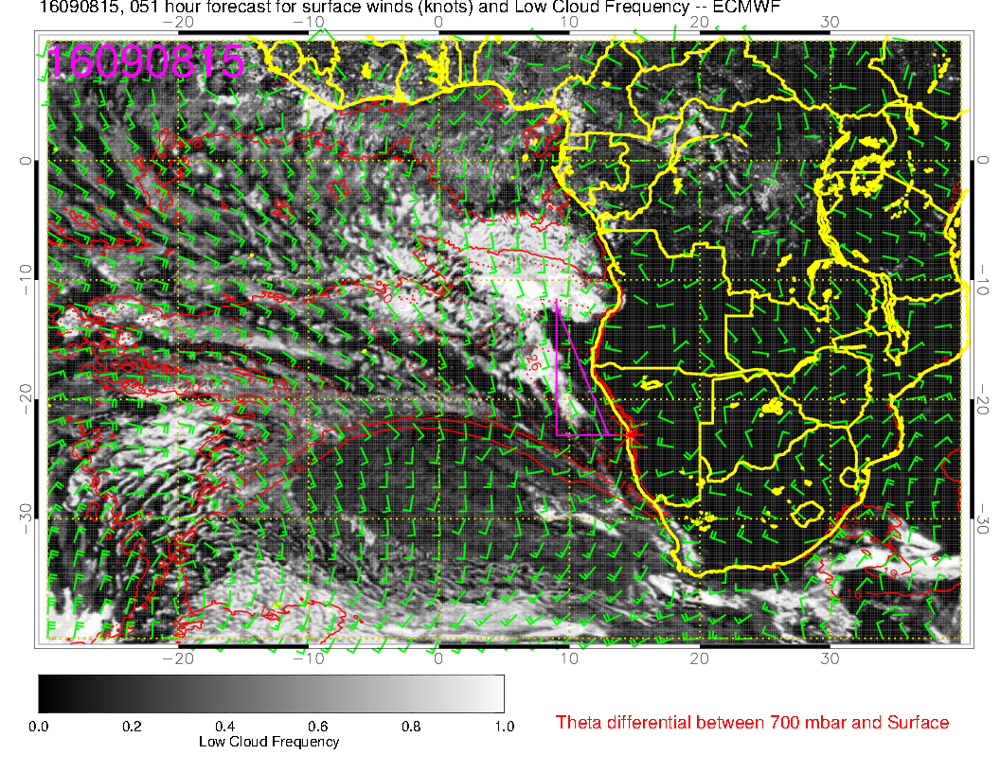 16090815, 051 hour forecast for surface winds (knots) and Low Cloud Frequency -- ECMWF
−20 −10 0 10 20 30
16090815
0 0
−10 −10
−20 −20
−30 −30
26
−20 −10 0 10 20 30
0.0 0.2 0.4 0.6 0.8 1.0
Low Cloud Frequency
Theta differential between 700 mbar and Surface